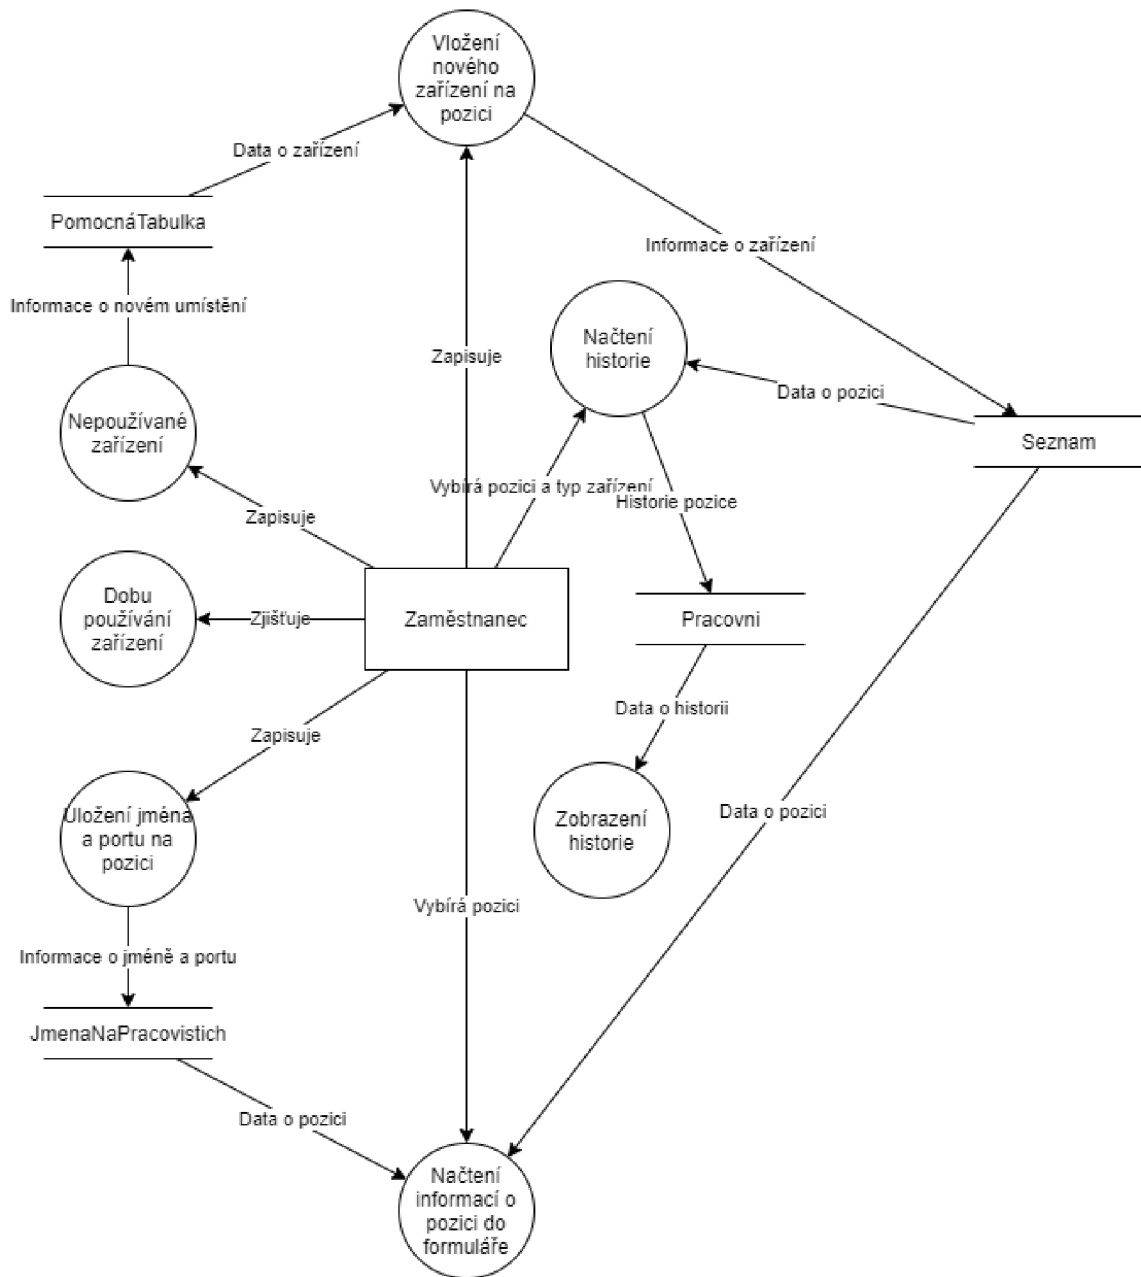 Vložení
nového
zařízení na
pozici
Data o zařízení
PomocnáTabulka
Informace o zařízení
Informace o novém umístění
Načtení
historie
Zapisuje
Data o pozici
Nepoužívané
zařízení
Seznam
Vybírá pozici a typ zařízení
Historie pozice
Zapisuje
Dobu
používání
zařízení
Zjišťuje
Zaměstnanec
Pracovni
Data o historii
Zapisuje
Uložení jména
a portu na
pozici
Zobrazení
historie
Data o pozici
Vybírá pozici
Informace o jméně a portu
JmenaNaPracovistich
Data o pozici
Načtení
informací o
pozici do
formuláře